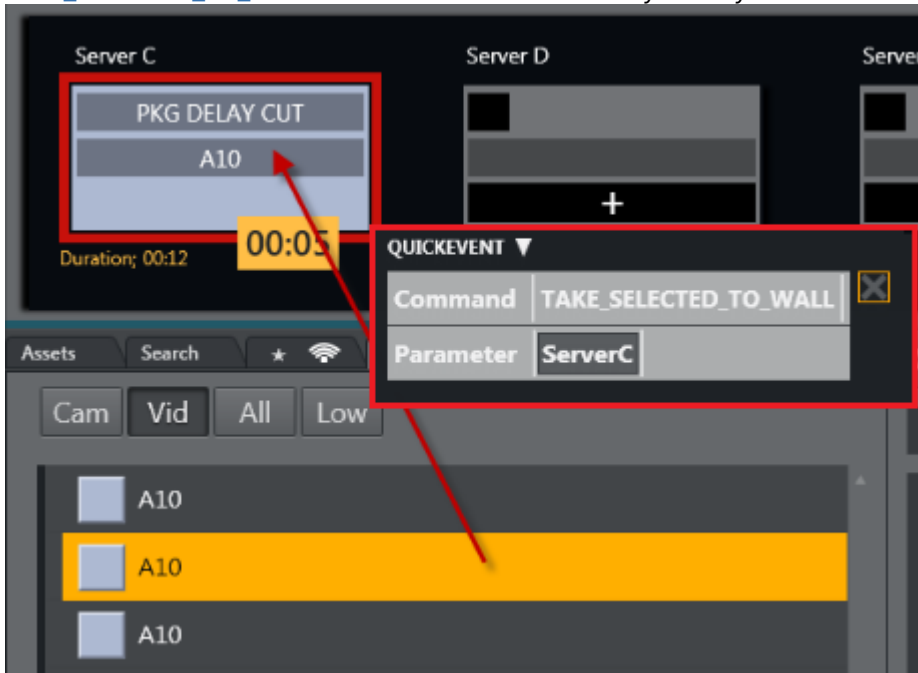 Server C
Server D
Server
PKG DELAY CUT
A10
+
Duration; 00:12
00:05
QUICKEVENT ▼
Command TAKE_SELECTED_TO_WALL
Parameter ServerC
Assets Search
Cam Vid All Low
A10
A10
A10